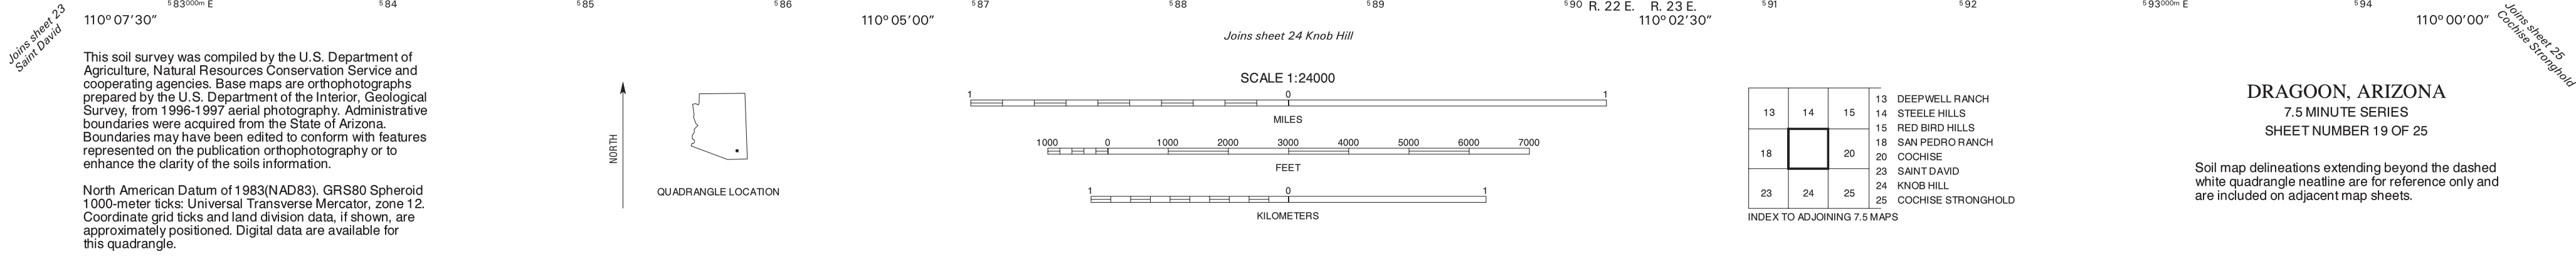 ⁵83⁰⁰⁰ᵐ E
⁵84
⁵85
⁵86
⁵87
⁵88
⁵89
⁵90
R. 22 E.
R. 23 E.
⁵91
⁵92
⁵93⁰⁰⁰ᵐ E
⁵94
110° 07’30”
110° 05’00”
110° 02’30”
110° 00’00”
Joins sheet 23
Saint David
Joins sheet 24 Knob Hill
Joins sheet 25
Cochise Stronghold
This soil survey was compiled by the U.S. Department of
Agriculture, Natural Resources Conservation Service and
cooperating agencies. Base maps are orthophotographs
prepared by the U.S. Department of the Interior, Geological
Survey, from 1996-1997 aerial photography. Administrative
boundaries were acquired from the State of Arizona.
Boundaries may have been edited to conform with features
represented on the publication orthophotography or to
enhance the clarity of the soils information.
North American Datum of 1983(NAD83). GRS80 Spheroid
1000-meter ticks: Universal Transverse Mercator, zone 12.
Coordinate grid ticks and land division data, if shown, are
approximately positioned. Digital data are available for
this quadrangle.
NORTH
QUADRANGLE LOCATION
SCALE 1:24000
1 0 1
MILES
1000 0 1000 2000 3000 4000 5000 6000 7000
FEET
1 0 1
KILOMETERS
13 14 15
18 20
23 24 25
INDEX TO ADJOINING 7.5 MAPS
13 DEEPWELL RANCH
14 STEELE HILLS
15 RED BIRD HILLS
18 SAN PEDRO RANCH
20 COCHISE
23 SAINT DAVID
24 KNOB HILL
25 COCHISE STRONGHOLD
DRAGOON, ARIZONA
7.5 MINUTE SERIES
SHEET NUMBER 19 OF 25
Soil map delineations extending beyond the dashed
white quadrangle neatline are for reference only and
are included on adjacent map sheets.